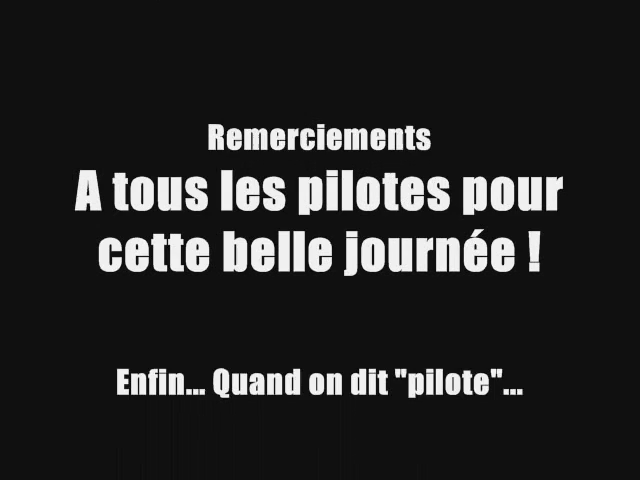 Remerciements
A tous les pilotes pour
cette belle journée !
Enfin... Quand on dit "pilote"...